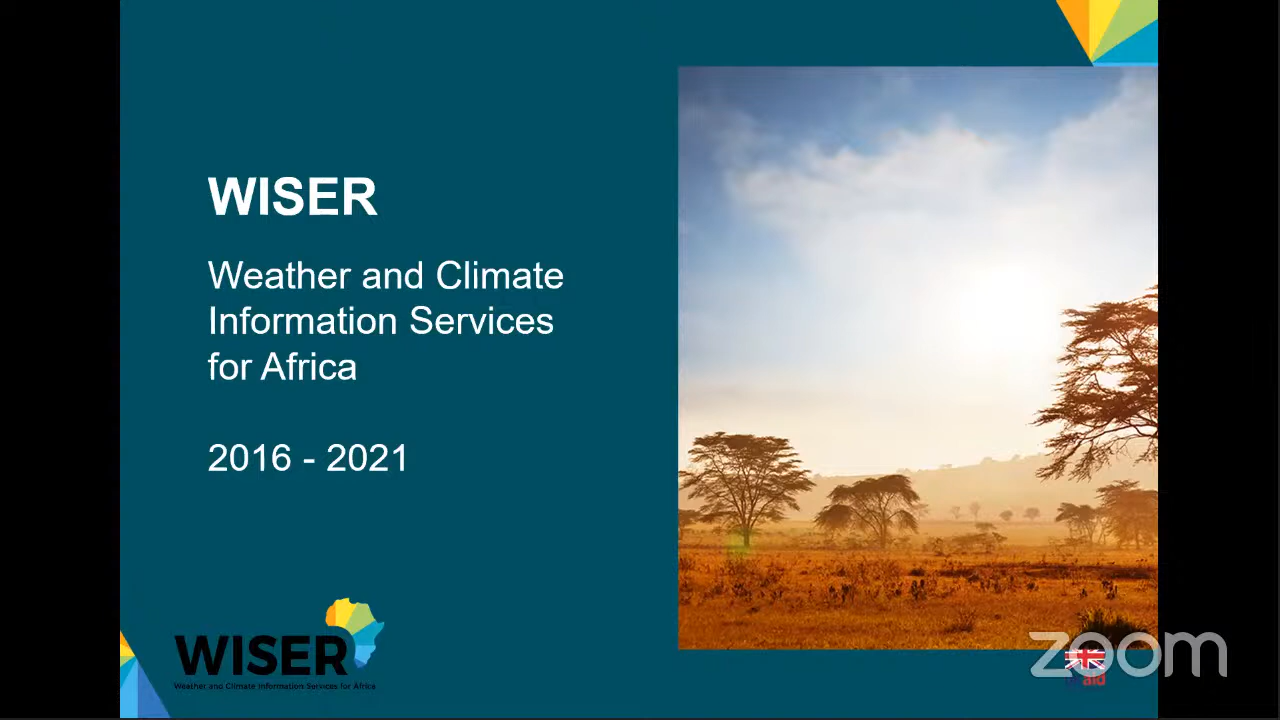 WISER
Weather and Climate
Information Services
for Africa
2016 - 2021
WISER
Weather and Climate Information Services for Africa
zoom
aid